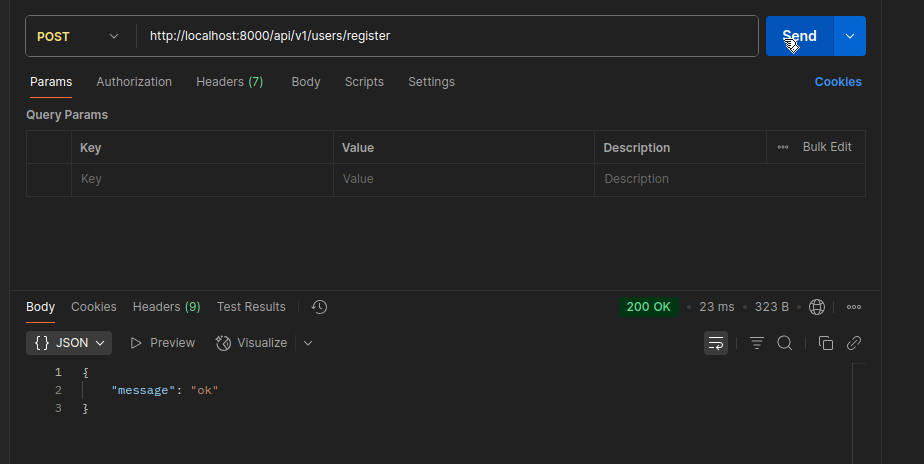 POST http://localhost:8000/api/v1/users/register Send
Params Authorization Headers (7) Body Scripts Settings Cookies
Query Params
Key Value Description ••• Bulk Edit
Key Value Description
Body Cookies Headers (9) Test Results 200 OK • 23 ms • 323 B •••
{ } JSON Preview Visualize
1 {
2 "message": "ok"
3 }